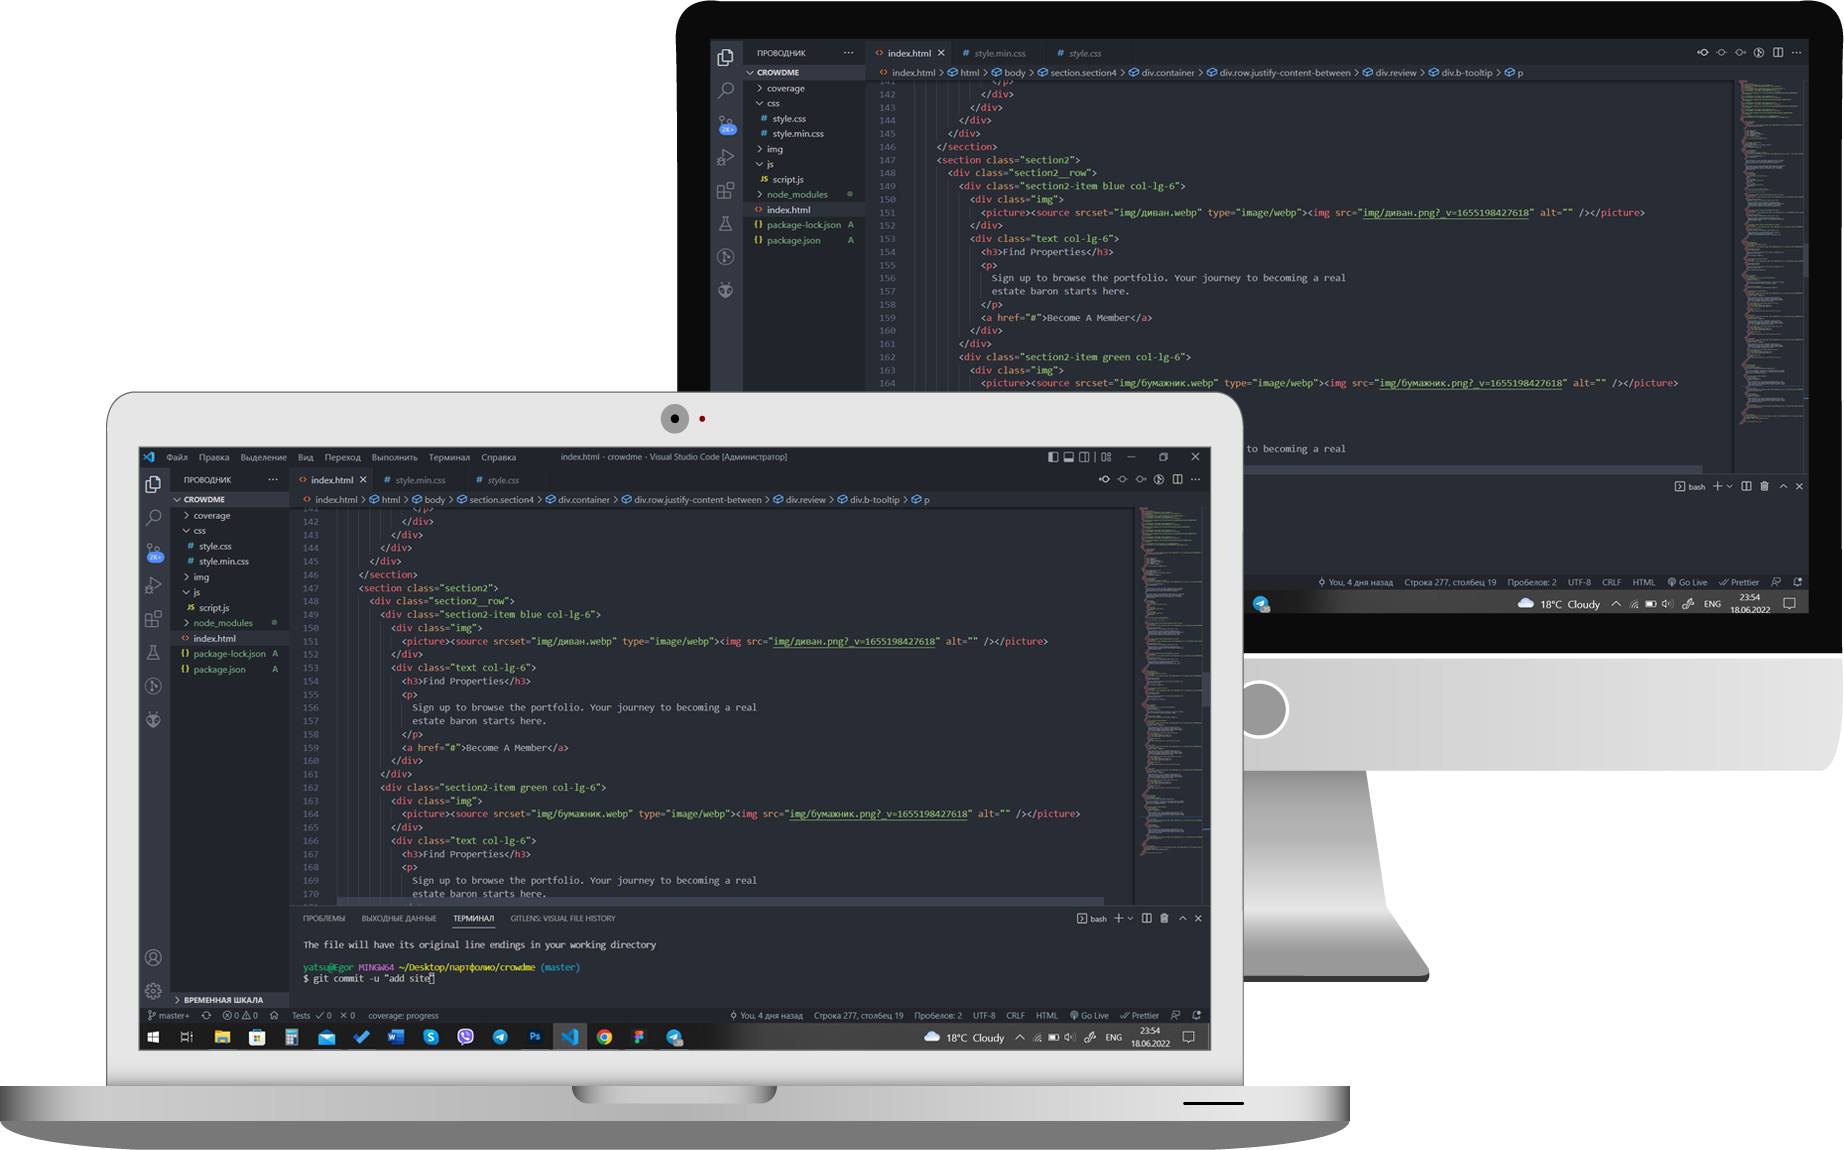 ПРОВОДНИК ··· index.html style.min.css style.css
CROWDME index.html > html > body > section.section4 > div.container > div.row.justify-content-between > div.review > div.b-tooltip > p
coverage
css
style.css
style.min.css
img
js
script.js
node_modules
index.html
package-lock.json A
package.json A
2K+
141 </p>
142 </div>
143 </div>
144 </div>
145 </div>
146 </secction>
147 <section class="section2">
148 <div class="section2__row">
149 <div class="section2-item blue col-lg-6">
150 <div class="img">
151 <picture><source srcset="img/диван.webp" type="image/webp"><img src="img/диван.png?_v=1655198427618" alt="" /></picture>
152 </div>
153 <div class="text col-lg-6">
154 <h3>Find Properties</h3>
155 <p>
156 Sign up to browse the portfolio. Your journey to becoming a real
157 estate baron starts here.
158 </p>
159 <a href="#">Become A Member</a>
160 </div>
161 </div>
162 <div class="section2-item green col-lg-6">
163 <div class="img">
164 <picture><source srcset="img/бумажник.webp" type="image/webp"><img src="img/бумажник.png?_v=1655198427618" alt="" /></picture>
to becoming a real
bash
You, 4 дня назад Строка 277, столбец 19 Пробелов: 2 UTF-8 CRLF HTML Go Live Prettier
18°C Cloudy ENG 23:54
18.06.2022
Файл Правка Выделение Вид Переход Выполнить Терминал Справка index.html - crowdme - Visual Studio Code [Администратор]
ПРОВОДНИК ··· index.html style.min.css style.css
CROWDME index.html > html > body > section.section4 > div.container > div.row.justify-content-between > div.review > div.b-tooltip > p
coverage
css
style.css
style.min.css
img
js
script.js
node_modules
index.html
package-lock.json A
package.json A
2K+
141 </p>
142 </div>
143 </div>
144 </div>
145 </div>
146 </secction>
147 <section class="section2">
148 <div class="section2__row">
149 <div class="section2-item blue col-lg-6">
150 <div class="img">
151 <picture><source srcset="img/диван.webp" type="image/webp"><img src="img/диван.png?_v=1655198427618" alt="" /></picture>
152 </div>
153 <div class="text col-lg-6">
154 <h3>Find Properties</h3>
155 <p>
156 Sign up to browse the portfolio. Your journey to becoming a real
157 estate baron starts here.
158 </p>
159 <a href="#">Become A Member</a>
160 </div>
161 </div>
162 <div class="section2-item green col-lg-6">
163 <div class="img">
164 <picture><source srcset="img/бумажник.webp" type="image/webp"><img src="img/бумажник.png?_v=1655198427618" alt="" /></picture>
165 </div>
166 <div class="text col-lg-6">
167 <h3>Find Properties</h3>
168 <p>
169 Sign up to browse the portfolio. Your journey to becoming a real
170 estate baron starts here.
ПРОБЛЕМЫ ВЫХОДНЫЕ ДАННЫЕ ТЕРМИНАЛ GITLENS: VISUAL FILE HISTORY bash
The file will have its original line endings in your working directory
yatsu@Egor MINGW64 ~/Desktop/партфолио/crowdme (master)
$ git commit -u "add site"
ВРЕМЕННАЯ ШКАЛА
master+ 0 0 Tests 0 0 coverage: progress You, 4 дня назад Строка 277, столбец 19 Пробелов: 2 UTF-8 CRLF HTML Go Live Prettier
18°C Cloudy ENG 23:54
18.06.2022